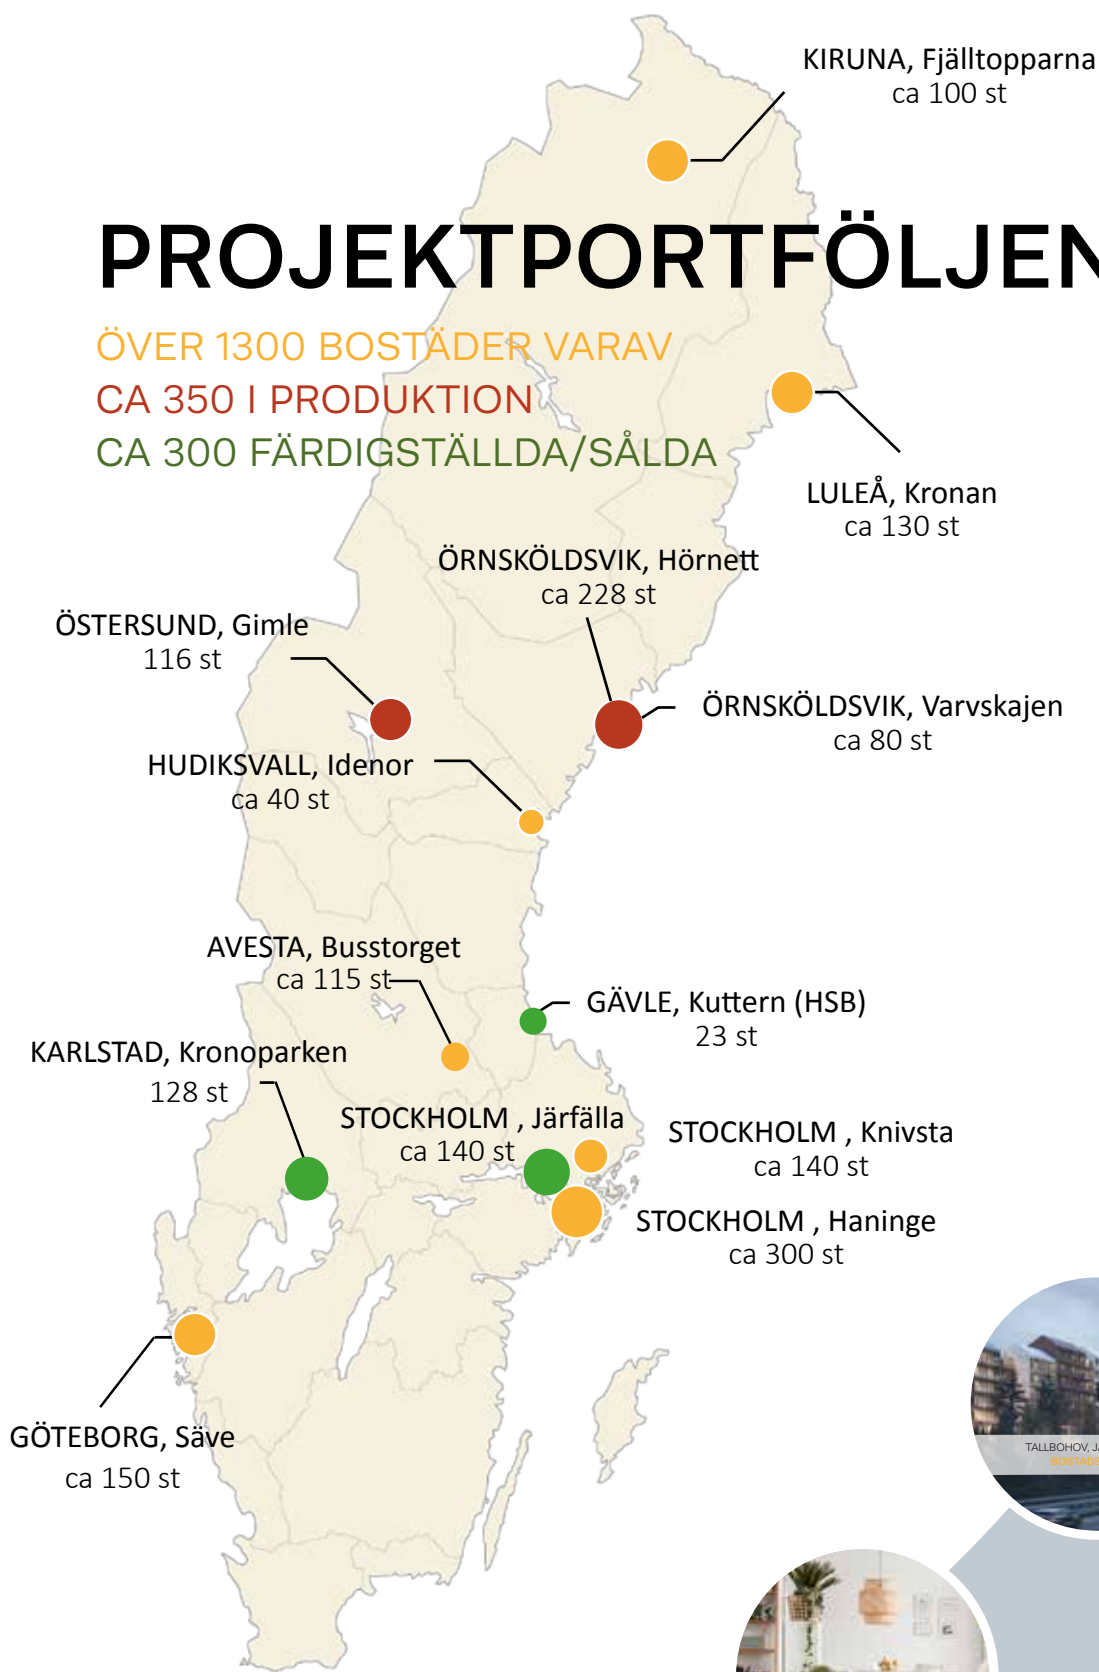 KIRUNA, Fjälltopparna
ca 100 st
PROJEKTPORTFÖLJEN
ÖVER 1300 BOSTÄDER VARAV
CA 350 I PRODUKTION
CA 300 FÄRDIGSTÄLLDA/SÅLDA
LULEÅ, Kronan
ca 130 st
ÖRNSKÖLDSVIK, Hörnett
ca 228 st
ÖSTERSUND, Gimle
116 st
ÖRNSKÖLDSVIK, Varvskajen
ca 80 st
HUDIKSVALL, Idenor
ca 40 st
AVESTA, Busstorget
ca 115 st
GÄVLE, Kuttern (HSB)
23 st
KARLSTAD, Kronoparken
128 st
STOCKHOLM , Järfälla
ca 140 st
STOCKHOLM , Knivsta
ca 140 st
STOCKHOLM , Haninge
ca 300 st
GÖTEBORG, Säve
ca 150 st
TALLBOHOV,